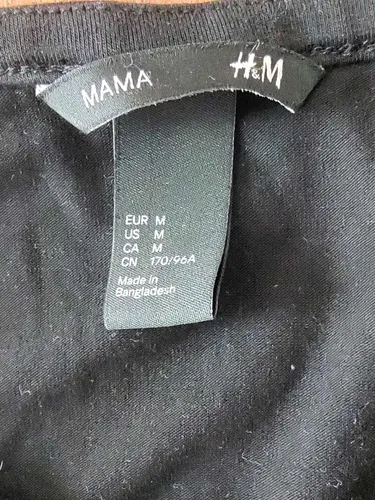 MAMA H&M
EUR M
US M
CA M
CN 170/96A
Made in
Bangladesh